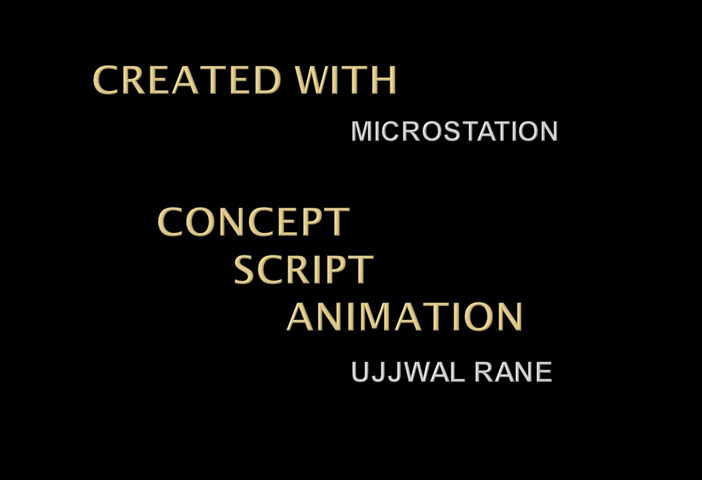 CREATED WITH
MICROSTATION
CONCEPT
SCRIPT
ANIMATION
UJJWAL RANE